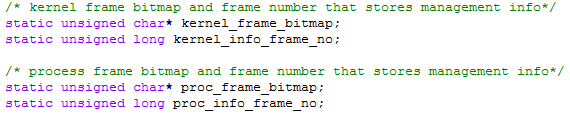 /* kernel frame bitmap and frame number that stores management info*/
static unsigned char* kernel_frame_bitmap;
static unsigned long kernel_info_frame_no;
/* process frame bitmap and frame number that stores management info*/
static unsigned char* proc_frame_bitmap;
static unsigned long proc_info_frame_no;